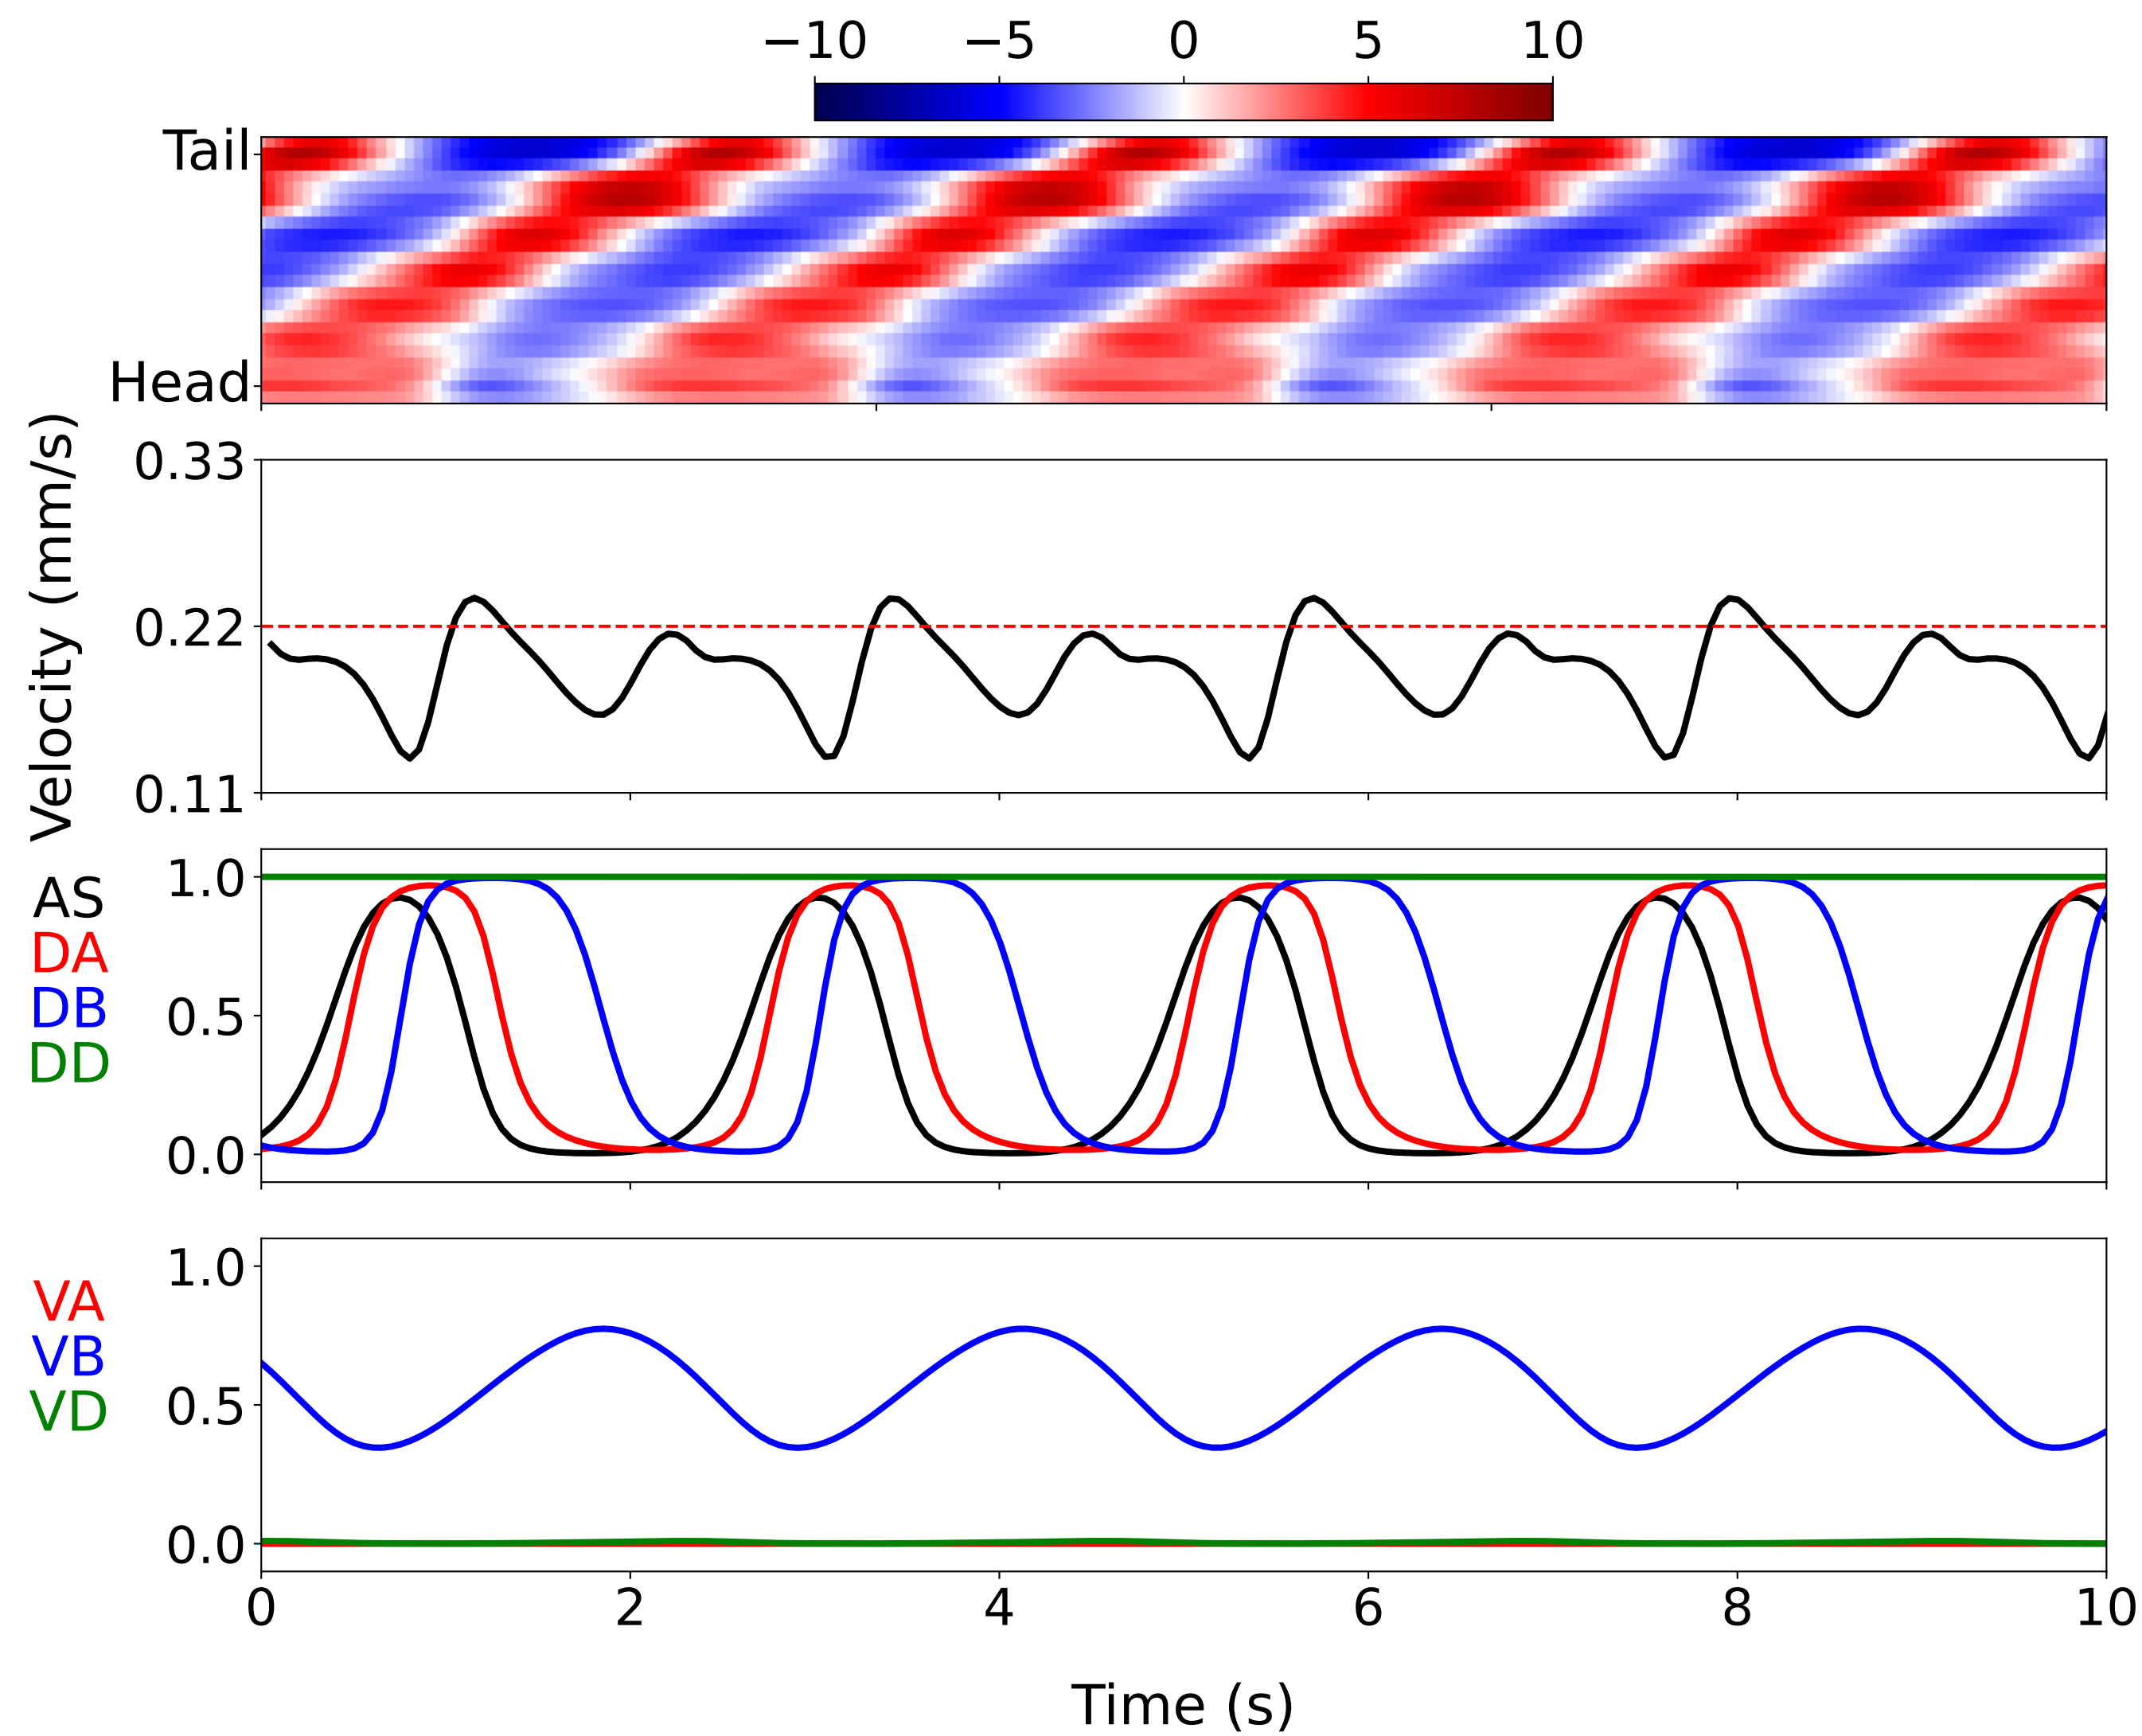 −10 −5 0 5 10
Tail
Head
Velocity (mm/s)
0.33
0.22
0.11
AS
DA
DB
DD
1.0
0.5
0.0
VA
VB
VD
1.0
0.5
0.0
0 2 4 6 8 10
Time (s)